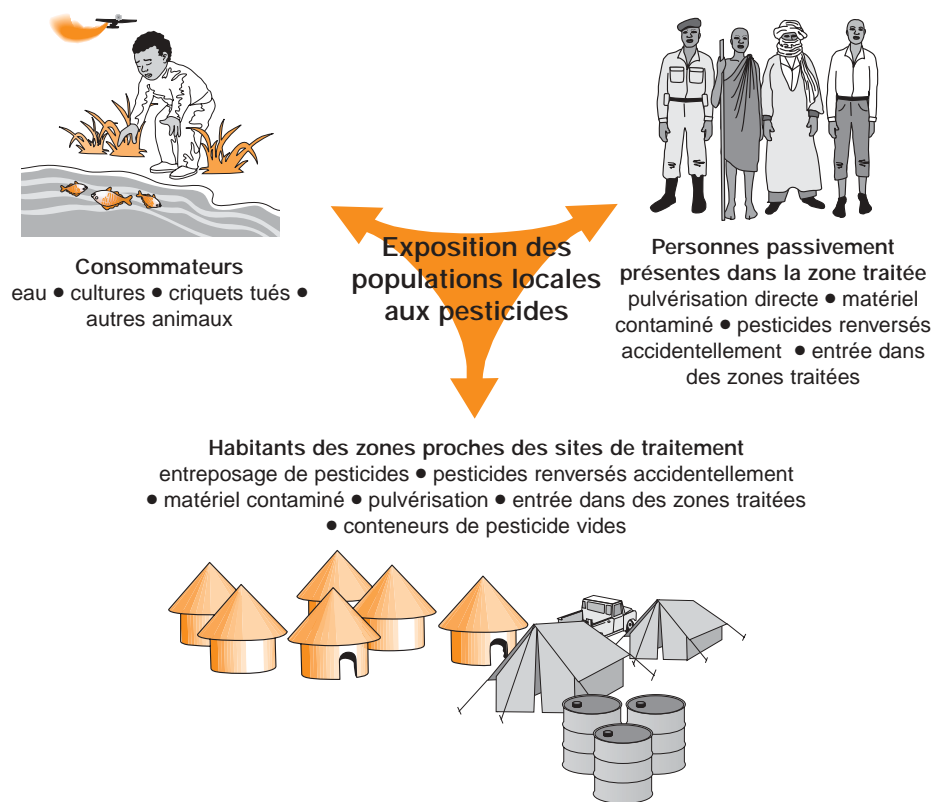 Exposition des
populations locales
aux pesticides
Consommateurs
eau ● cultures ● criquets tués ●
autres animaux
Personnes passivement
présentes dans la zone traitée
pulvérisation directe ● matériel
contaminé ● pesticides renversés
accidentellement ● entrée dans
des zones traitées
Habitants des zones proches des sites de traitement
entreposage de pesticides ● pesticides renversés accidentellement
● matériel contaminé ● pulvérisation ● entrée dans des zones traitées
● conteneurs de pesticide vides